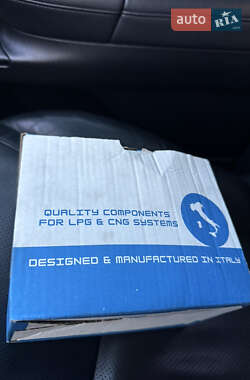 auto RIA
QUALITY COMPONENTS
FOR LPG & CNG SYSTEMS
DESIGNED & MANUFACTURED IN ITALY